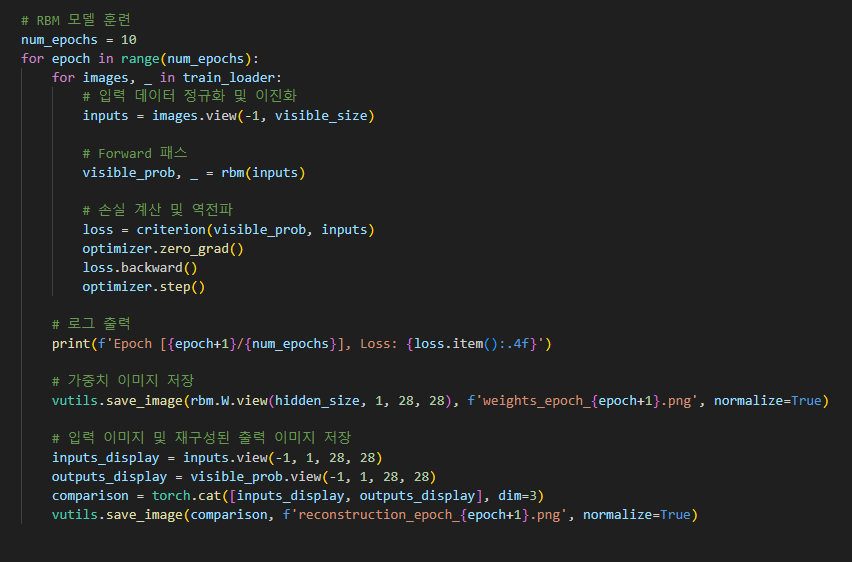 # RBM 모델 훈련
num_epochs = 10
for epoch in range(num_epochs):
    for images, _ in train_loader:
        # 입력 데이터 정규화 및 이진화
        inputs = images.view(-1, visible_size)

        # Forward 패스
        visible_prob, _ = rbm(inputs)

        # 손실 계산 및 역전파
        loss = criterion(visible_prob, inputs)
        optimizer.zero_grad()
        loss.backward()
        optimizer.step()

    # 로그 출력
    print(f'Epoch [{epoch+1}/{num_epochs}], Loss: {loss.item():.4f}')

    # 가중치 이미지 저장
    vutils.save_image(rbm.W.view(hidden_size, 1, 28, 28), f'weights_epoch_{epoch+1}.png', normalize=True)

    # 입력 이미지 및 재구성된 출력 이미지 저장
    inputs_display = inputs.view(-1, 1, 28, 28)
    outputs_display = visible_prob.view(-1, 1, 28, 28)
    comparison = torch.cat([inputs_display, outputs_display], dim=3)
    vutils.save_image(comparison, f'reconstruction_epoch_{epoch+1}.png', normalize=True)